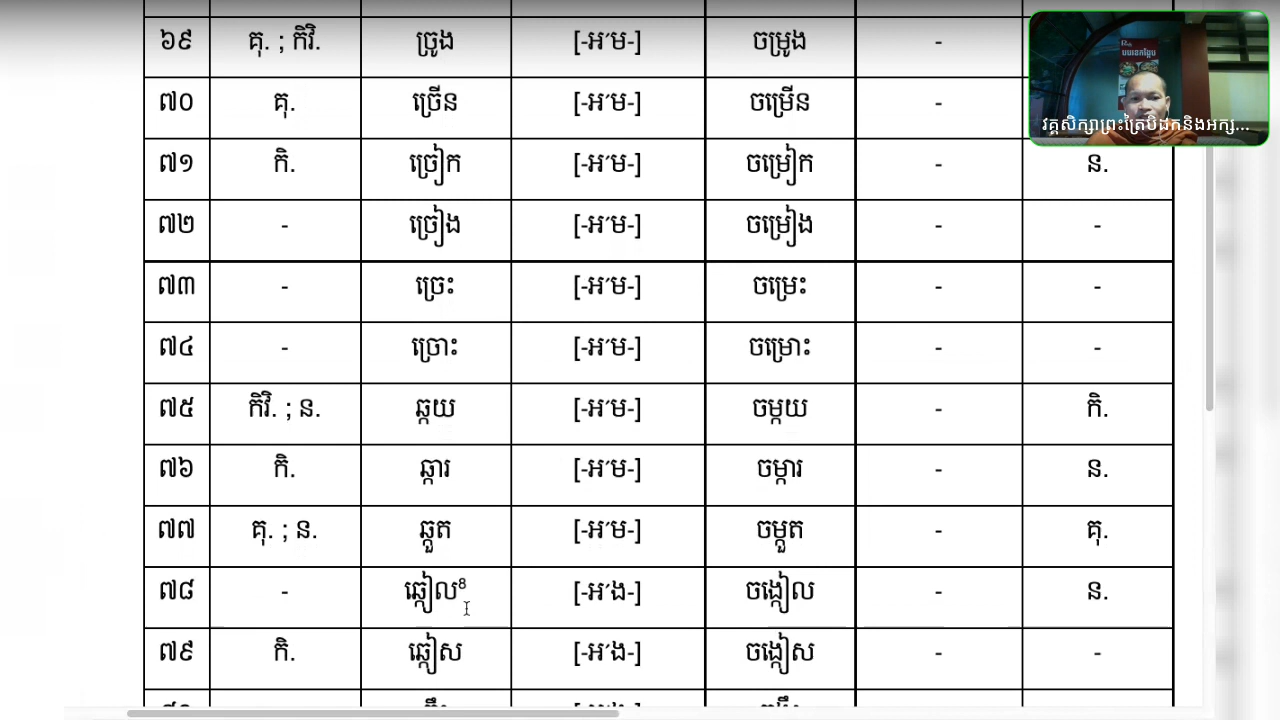 ៦៩ គុ. ; កិវិ. ច្រូង [-អ៎ម-] ចម្រូង -
៧០ គុ. ច្រើន [-អ៎ម-] ចម្រើន -
៧១ កិ. ច្រៀក [-អ៎ម-] ចម្រៀក - ន.
៧២ - ច្រៀង [-អ៎ម-] ចម្រៀង - -
៧៣ - ច្រេះ [-អ៎ម-] ចម្រេះ - -
៧៤ - ច្រោះ [-អ៎ម-] ចម្រោះ - -
៧៥ កិវិ. ; ន. ឆ្កយ [-អ៎ម-] ចម្កយ - កិ.
៧៦ កិ. ឆ្ការ [-អ៎ម-] ចម្ការ - ន.
៧៧ គុ. ; ន. ឆ្កួត [-អ៎ម-] ចម្កួត - គុ.
៧៨ - ឆ្កៀល⁸ [-អ៎ង-] ចង្កៀល - ន.
៧៩ កិ. ឆ្កៀស [-អ៎ង-] ចង្កៀស - -
វគ្គសិក្សាព្រះត្រៃបិដកនិងអក្ស...